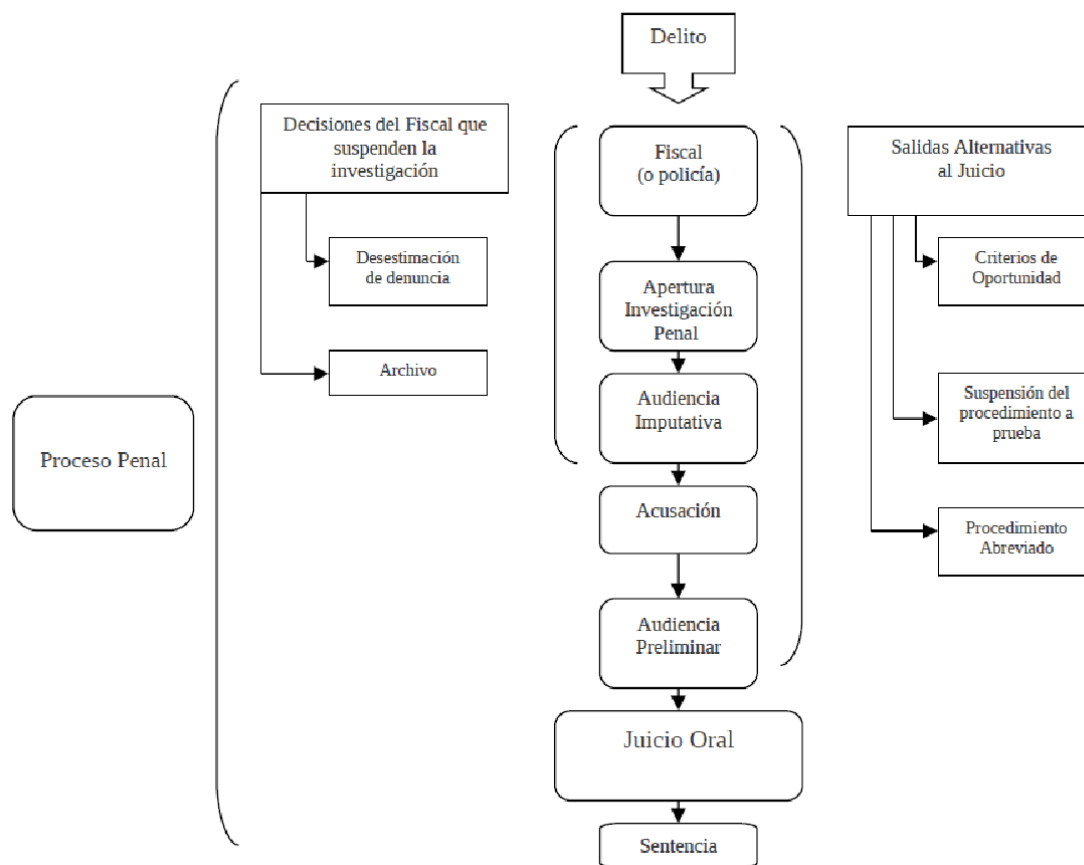 Delito
Decisiones del Fiscal que
suspenden la
investigación
Desestimación
de denuncia
Archivo
Proceso Penal
Fiscal
(o policía)
Apertura
Investigación
Penal
Audiencia
Imputativa
Acusación
Audiencia
Preliminar
Juicio Oral
Sentencia
Salidas Alternativas
al Juicio
Criterios de
Oportunidad
Suspensión del
procedimiento a
prueba
Procedimiento
Abreviado